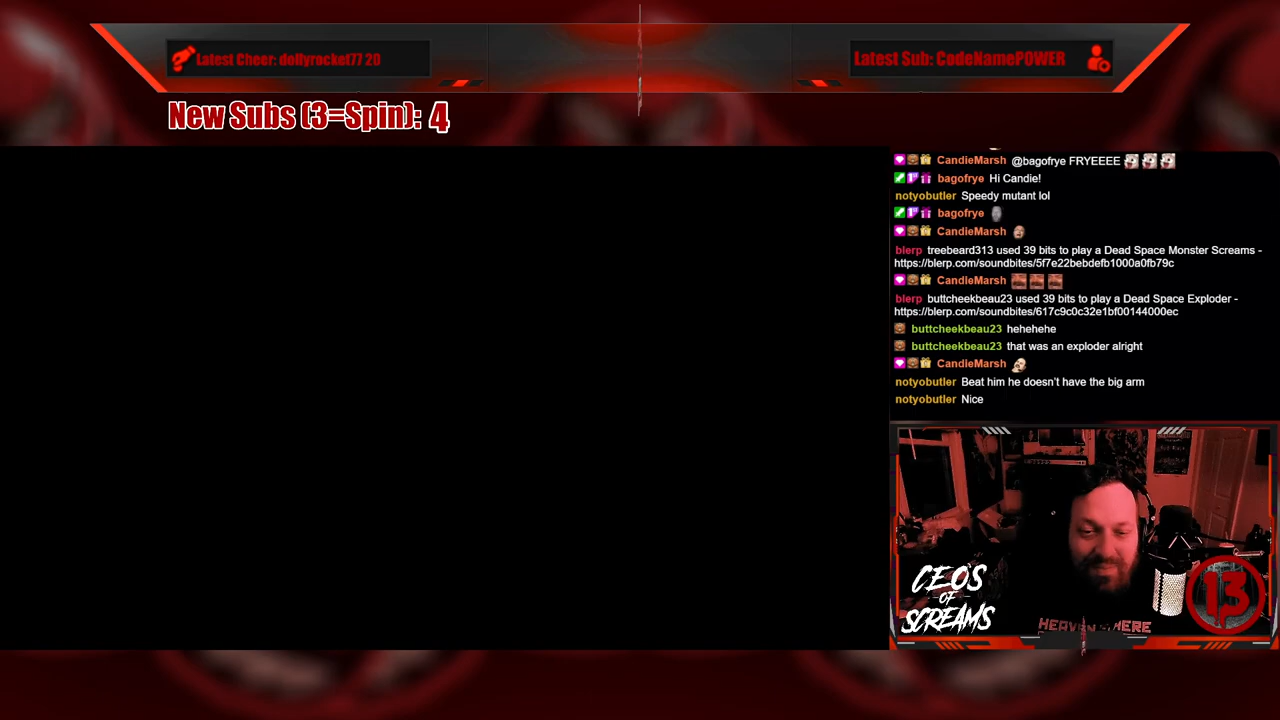 Latest Cheer: dollyrocket77 20
Latest Sub: CodeNamePOWER
New Subs (3=Spin): 4
CandieMarsh @bagofrye FRYEEEE
bagofrye Hi Candie!
notyobutler Speedy mutant lol
bagofrye
CandieMarsh
blerp treebeard313 used 39 bits to play a Dead Space Monster Screams -
https://blerp.com/soundbites/5f7e22bebdefb1000a0fb79c
CandieMarsh
blerp buttcheekbeau23 used 39 bits to play a Dead Space Exploder -
https://blerp.com/soundbites/617c9c0c32e1bf00144000ec
buttcheekbeau23 hehehehe
buttcheekbeau23 that was an exploder alright
CandieMarsh
notyobutler Beat him he doesn't have the big arm
notyobutler Nice
CEO'S
OF
SCREAMS
13
HEAVEN HERE